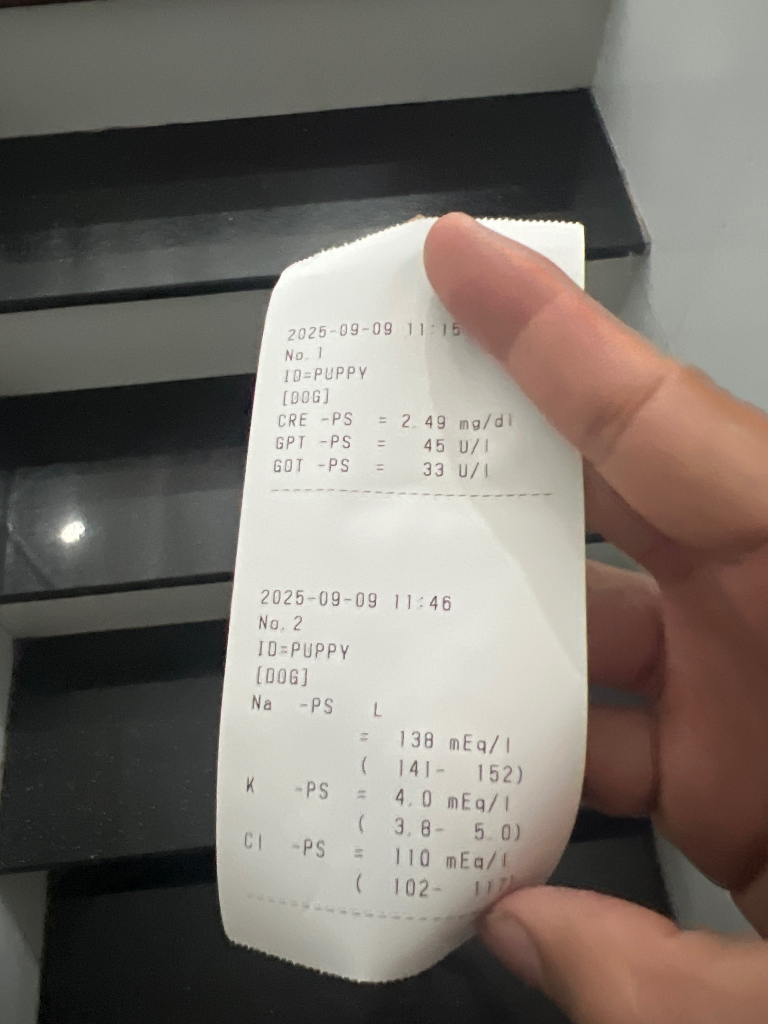 2025-09-09 11:15
No. 1
ID=PUPPY
[DOG]
CRE -PS = 2.49 mg/dl
GPT -PS = 45 U/l
GOT -PS = 33 U/l
2025-09-09 11:46
No. 2
ID=PUPPY
[DOG]
Na -PS L
= 138 mEq/l
( 141- 152)
K -PS = 4.0 mEq/l
( 3.8- 5.0)
Cl -PS = 110 mEq/l
( 102- 117)